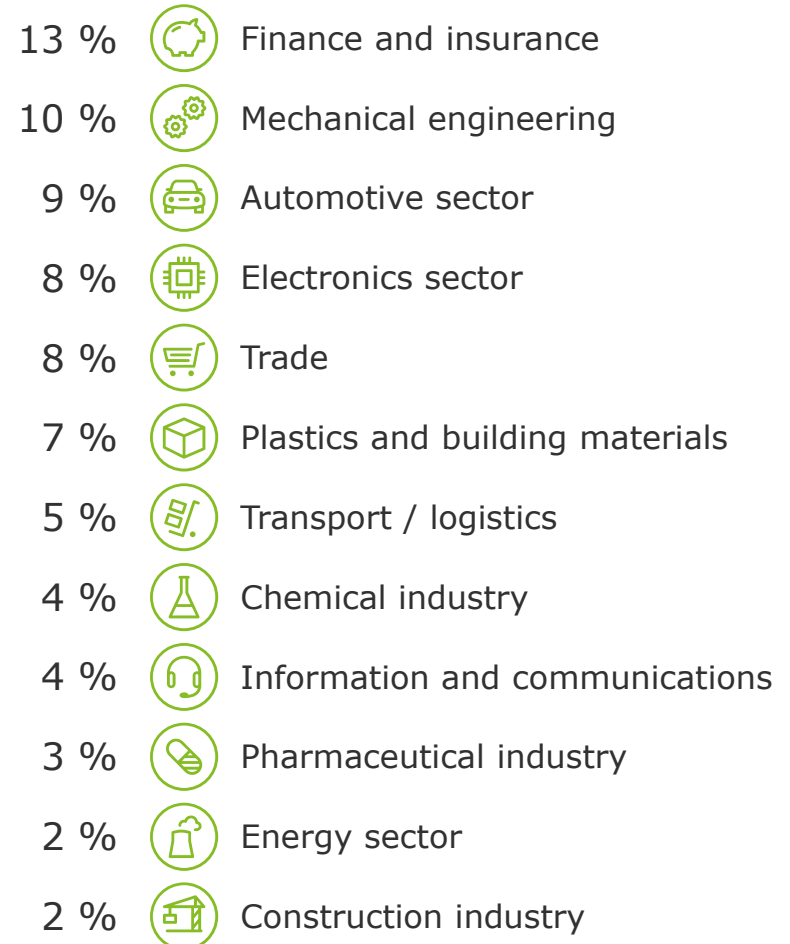 13 % Finance and insurance
10 % Mechanical engineering
9 % Automotive sector
8 % Electronics sector
8 % Trade
7 % Plastics and building materials
5 % Transport / logistics
4 % Chemical industry
4 % Information and communications
3 % Pharmaceutical industry
2 % Energy sector
2 % Construction industry